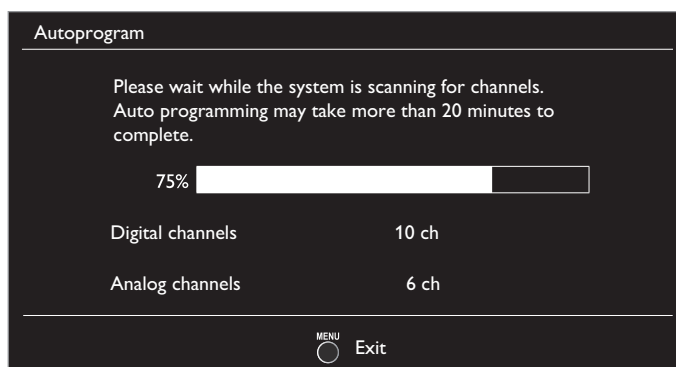 Autoprogram
Please wait while the system is scanning for channels.
Auto programming may take more than 20 minutes to
complete.
75%
Digital channels 10 ch
Analog channels 6 ch
MENU Exit